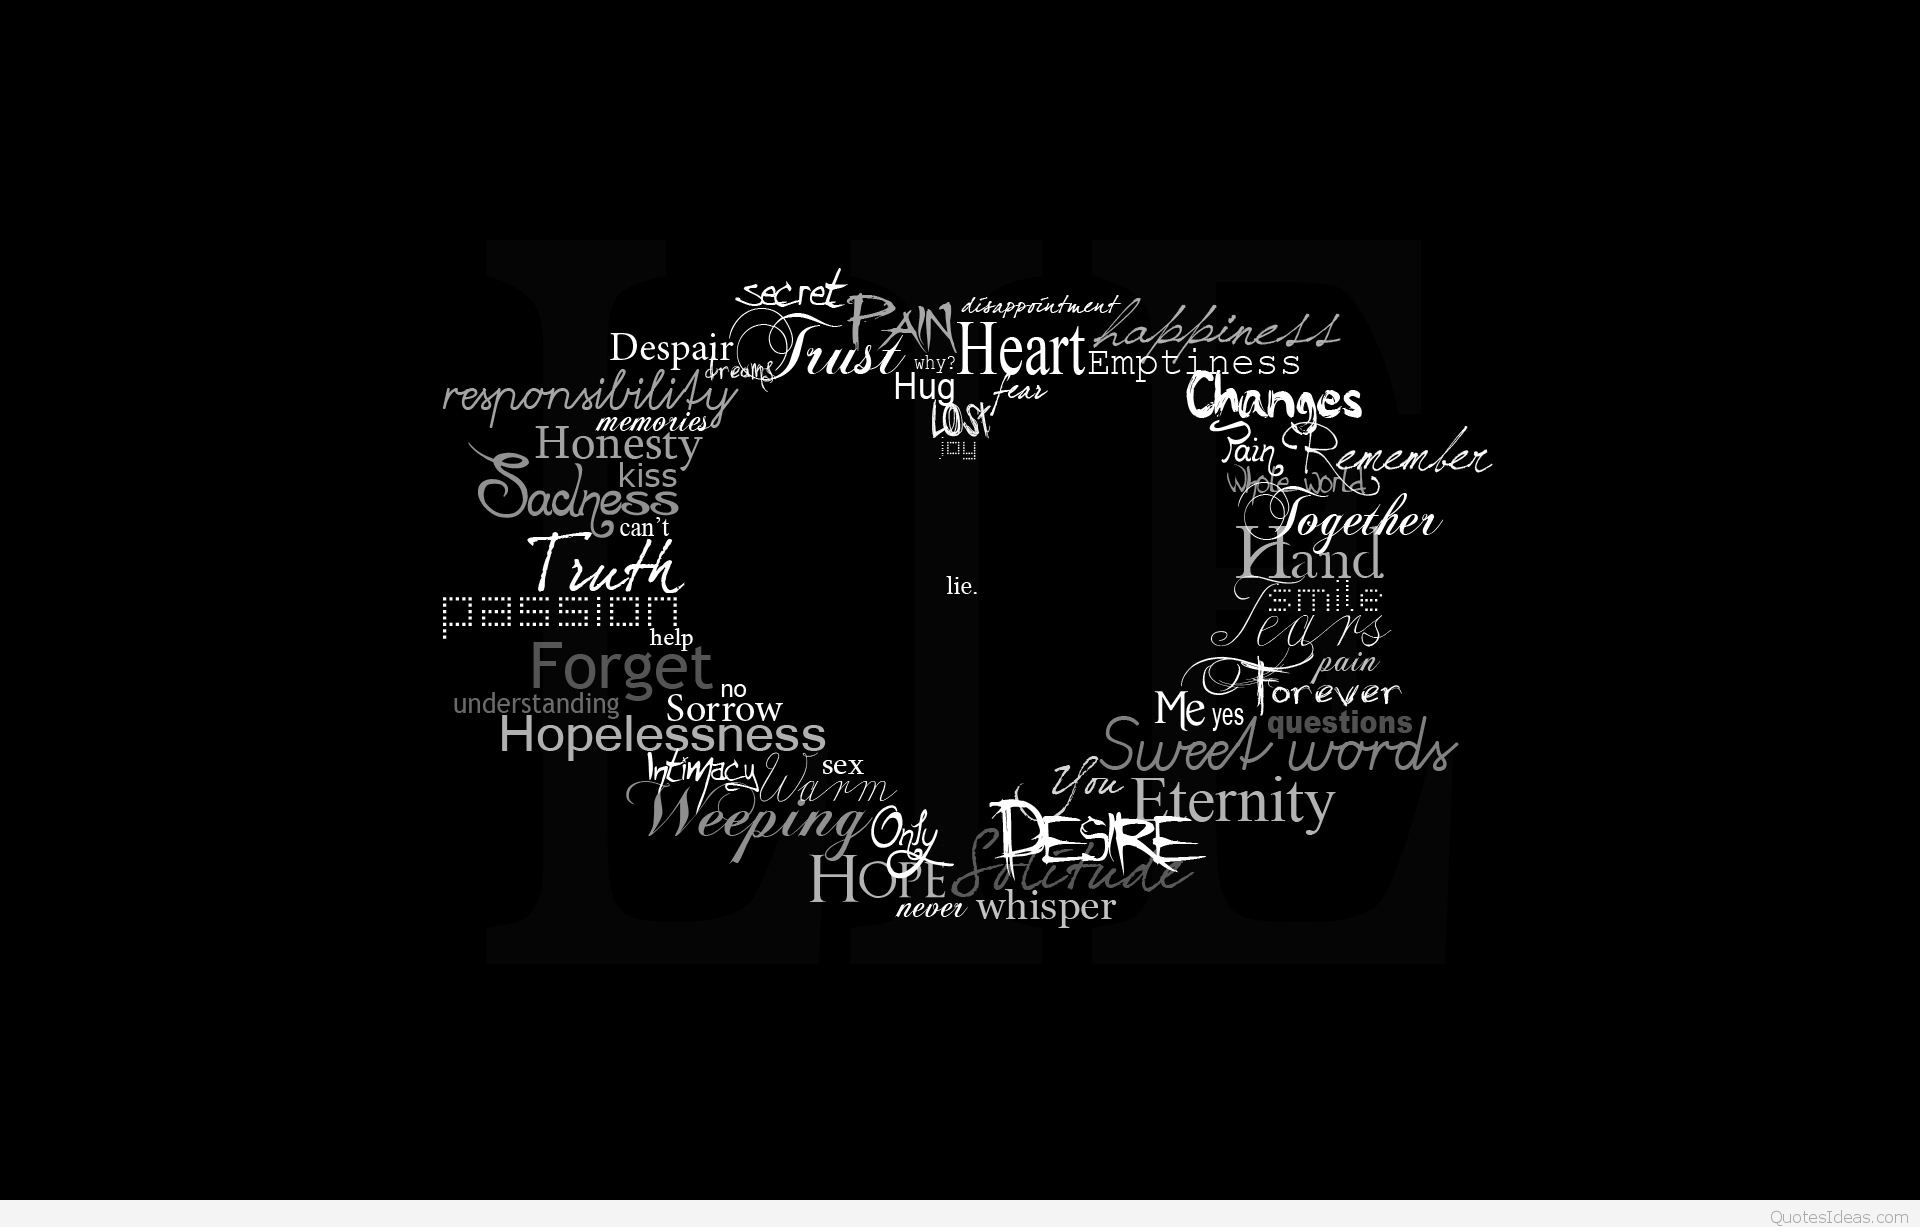 secret
PAIN
disappointment
happiness
Despair
Trust
why?
Heart
Emptiness
dreams
responsibility
Hug
fear
Changes
memories
Lost
Honesty
joy
Pain
Remember
kiss
Whole world
Sadness
can't
Together
Truth
Hand
lie.
smile
passion
Tears
help
Forget
pain
no
Forever
understanding
Sorrow
Me
yes
questions
Hopelessness
Sweet words
Intimacy
Warm
sex
You
Eternity
Weeping
Only
DESIRE
HOPE
Solitude
never
whisper
LIE
QuotesIdeas.com